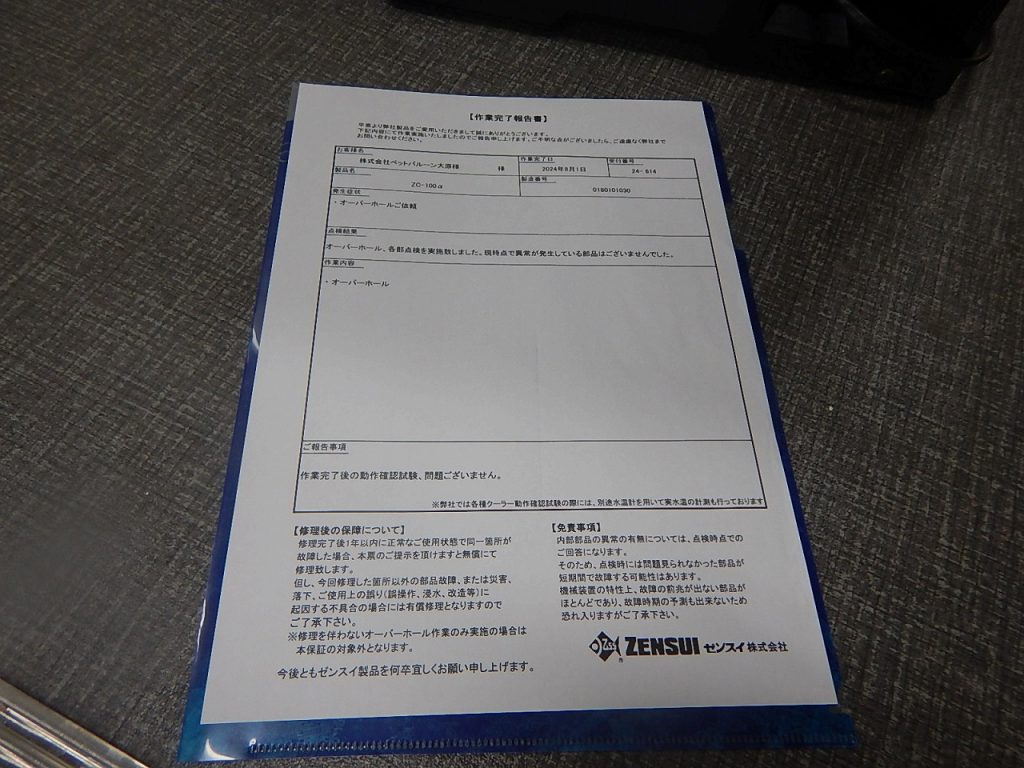 【作業完了報告書】
平素より弊社製品をご愛用いただきまして誠にありがとうございます。
下記内容にて作業実施いたしましたのでご報告申し上げます。ご不明な点がございましたら、ご遠慮なく弊社まで
お問い合わせください。
お客様名 作業完了日 受付番号
株式会社ペットバルーン大原様 様 2024年8月1日 24-614
製品名 製造番号
ZC-100α 0180101030
発生症状
・オーバーホールご依頼
点検結果
オーバーホール、各部点検を実施致しました。現時点で異常が発生している部品はございませんでした。
作業内容
・オーバーホール
ご報告事項
作業完了後の動作確認試験、問題ございません。
※弊社では各種クーラー動作確認試験の際には、別途水温計を用いて実水温の計測も行っております
【修理後の保障について】
修理完了後1年以内に正常なご使用状態で同一箇所が
故障した場合、本票のご提示を頂けますと無償にて
修理致します。
但し、今回修理した箇所以外の部品故障、または災害、
落下、ご使用上の誤り(誤操作、浸水、改造等)に
起因する不具合の場合には有償修理となりますので
ご了承下さい。
※修理を伴わないオーバーホール作業のみ実施の場合は
本保証の対象外となります。
今後ともゼンスイ製品を何卒宜しくお願い申し上げます。
【免責事項】
内部部品の異常の有無については、点検時点での
ご回答になります。
そのため、点検時には問題見られなかった部品が
短期間で故障する可能性はあります。
機械装置の特性上、故障の前兆が出ない部品が
ほとんどであり、故障時期の予測も出来ないため
恐れ入りますがご了承下さい。
ZENSUI ゼンスイ株式会社